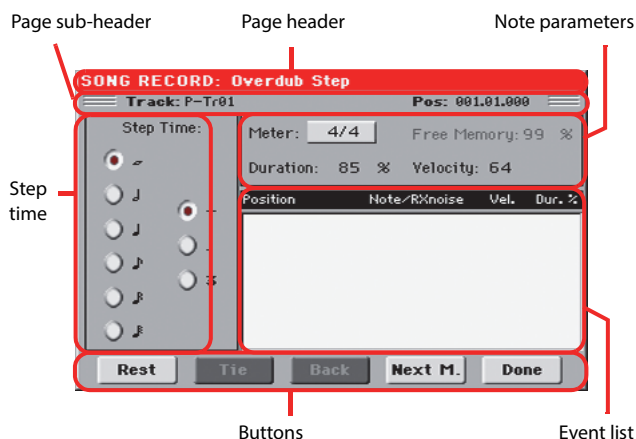 Page sub-header Page header Note parameters
SONG RECORD: Overdub Step
Track: P-Tr01 Pos: 001.01.000
Step Time:
Meter: 4/4 Free Memory: 99 %
Duration: 85 % Velocity: 64
Step
time
Position Note/RXnoise Vel. Dur.%
Rest Tie Back Next M. Done
Buttons Event list